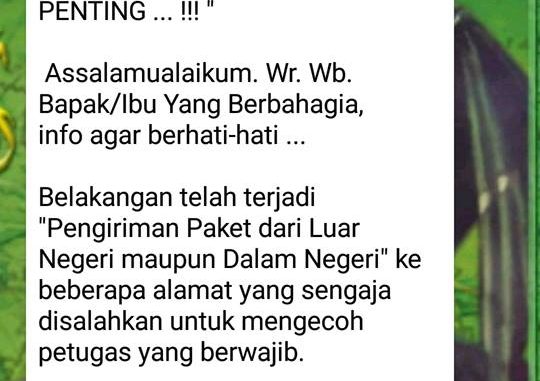 PENTING ... !!! "
Assalamualaikum. Wr. Wb.
Bapak/Ibu Yang Berbahagia,
info agar berhati-hati ...
Belakangan telah terjadi
"Pengiriman Paket dari Luar
Negeri maupun Dalam Negeri" ke
beberapa alamat yang sengaja
disalahkan untuk mengecoh
petugas yang berwajib.